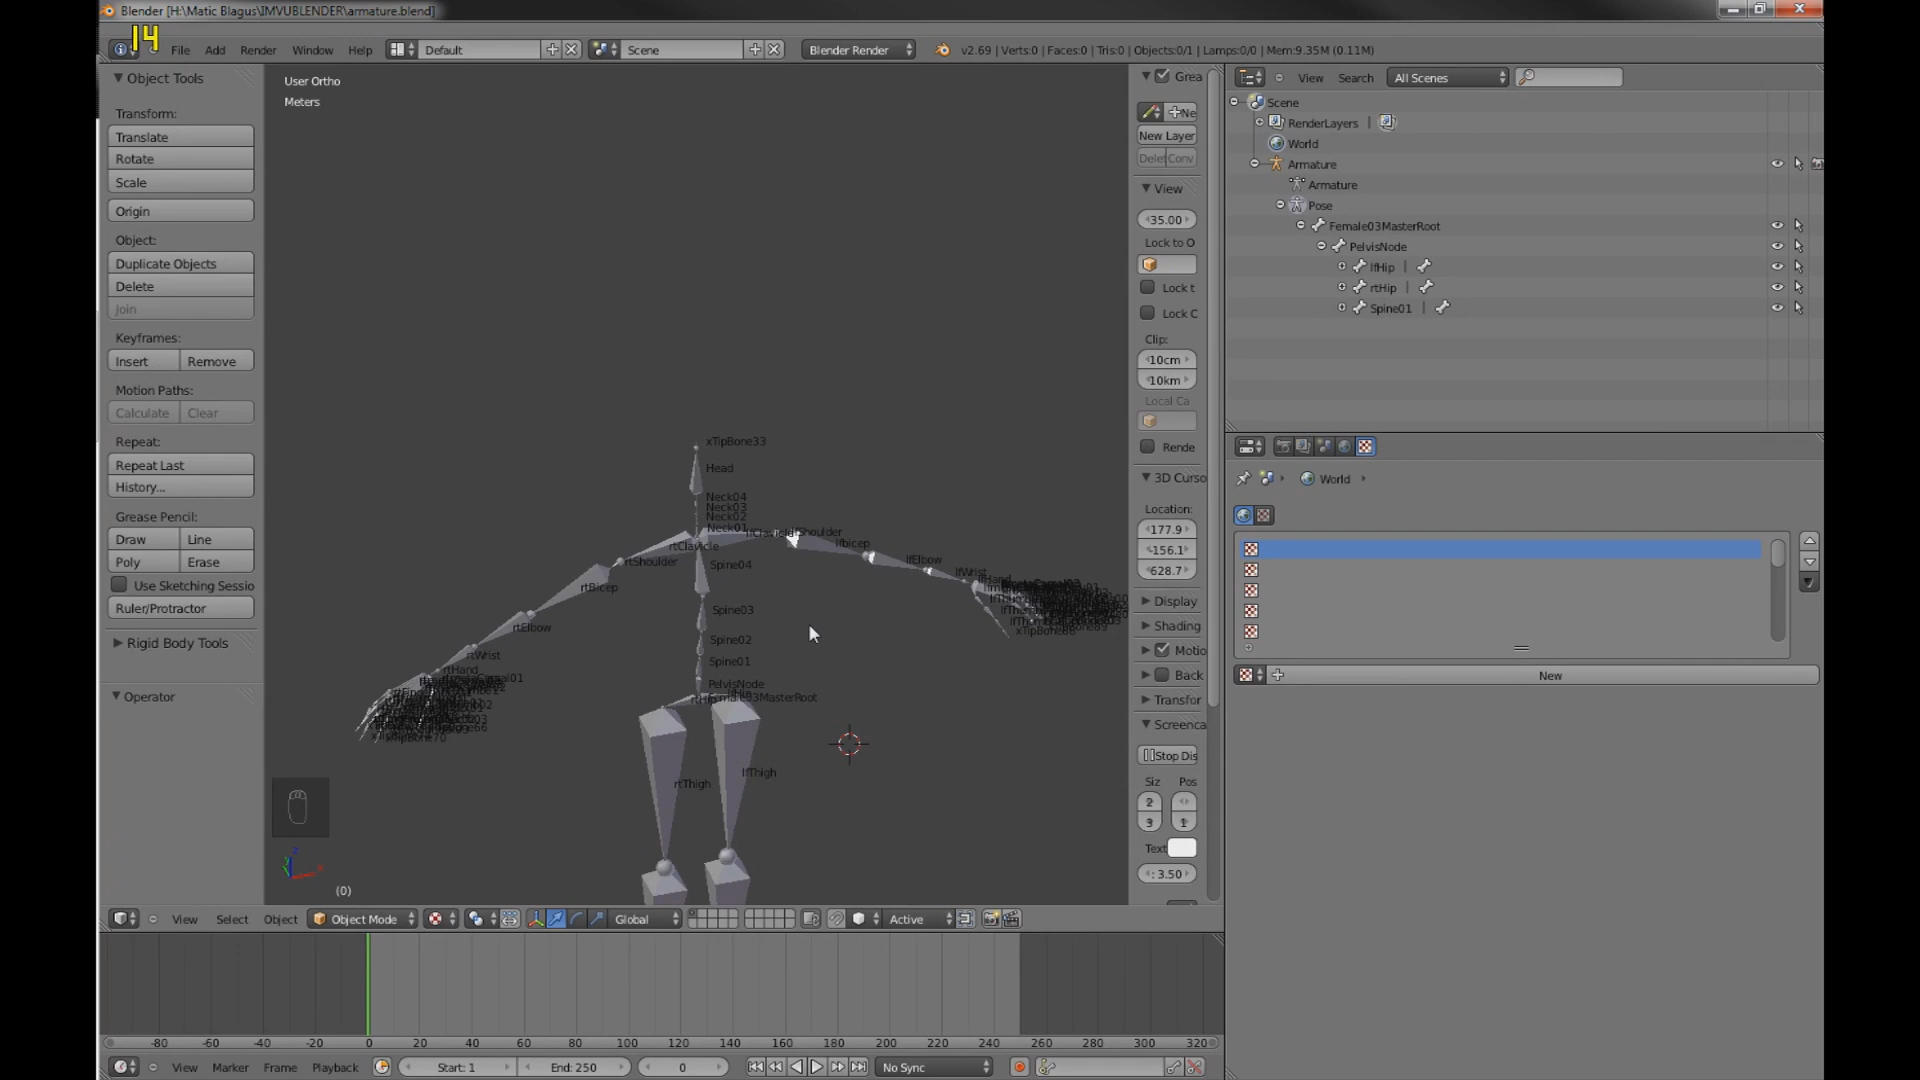 Blender [H:\Matic Blagus\IMVUBLENDER\armature.blend]
14
File Add Render Window Help Default Scene Blender Render v2.69 | Verts:0 | Faces:0 | Tris:0 | Objects:0/1 | Lamps:0/0 | Mem:9.35M (0.11M)
Object Tools
Transform:
Translate
Rotate
Scale
Origin
Object:
Duplicate Objects
Delete
Join
Keyframes:
Insert Remove
Motion Paths:
Calculate Clear
Repeat:
Repeat Last
History...
Grease Pencil:
Draw Line
Poly Erase
Use Sketching Sessio
Ruler/Protractor
Rigid Body Tools
Operator
User Ortho
Meters
xTipBone33
Head
Neck04
Neck03
Neck02
Neck01
rtClavicle
rtShoulder
rtBicep
rtElbow
rtWrist
rtHand
lfbicep
lfElbow
lfWrist
lfHand
Spine04
Spine03
Spine02
Spine01
PelvisNode
rtThigh
lfThigh
(0)
Grea
Ne
New Layer
Delet Conv
View
35.00
Lock to O
Lock t
Lock C
Clip:
10cm
10km
Local Ca
Rende
3D Curso
Location:
177.9
-156.1
628.7
Display
Shading
Motio
Back
Transfor
Screenca
Stop Dis
Siz Pos
2
3 1
Text
: 3.50
View Select Object Object Mode Global Active
-80 -60 -40 -20 0 20 40 60 80 100 120 140 160 180 200 220 240 260 280 300 320
View Marker Frame Playback Start: 1 End: 250 0 No Sync
View Search All Scenes
Scene
RenderLayers |
World
Armature
Armature
Pose
Female03MasterRoot
PelvisNode
lfHip |
rtHip |
Spine01 |
World
New